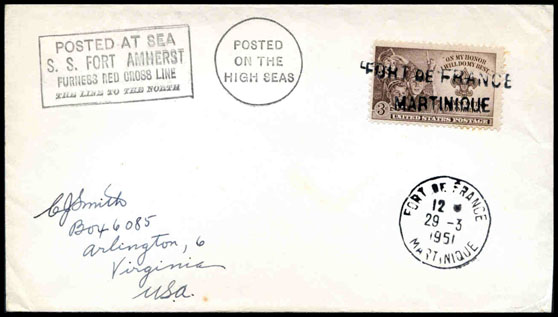 POSTED AT SEA
S. S. FORT AMHERST
FURNESS RED CROSS LINE
THE LINE TO THE NORTH
POSTED
ON THE
HIGH SEAS
ON MY HONOR
I WILL DO MY BEST
FORT DE FRANCE
MARTINIQUE
3
UNITED STATES POSTAGE
CJSmith
Box 6085
Arlington, 6
Virginia
U.S.A.
FORT DE FRANCE
12
29 -3
1951
MARTINIQUE